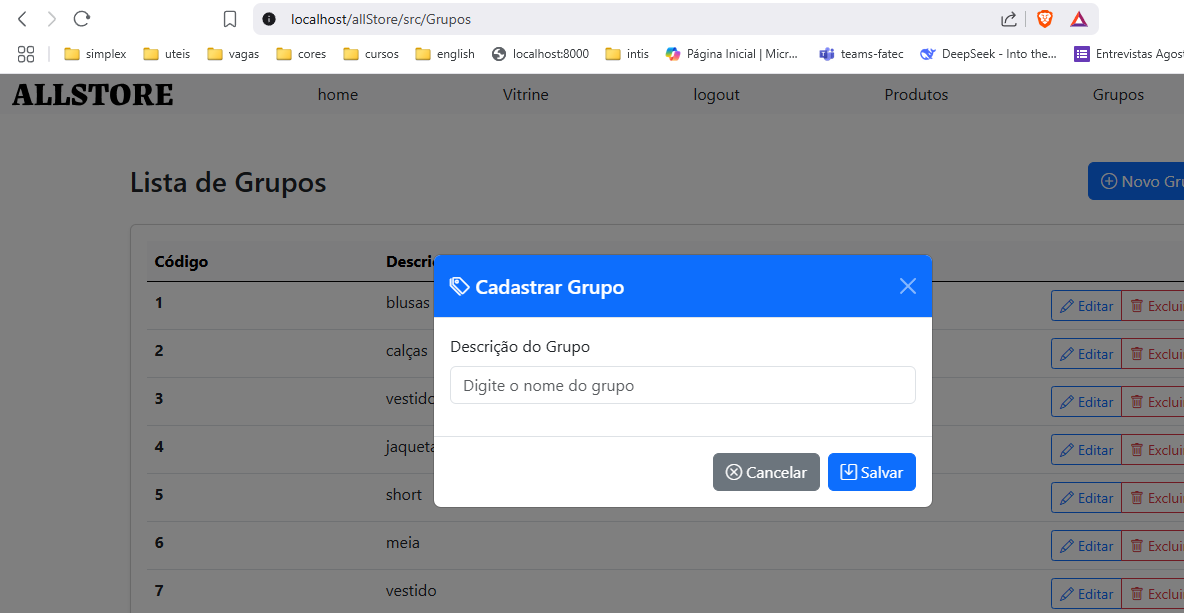 localhost/allStore/src/Grupos
simplex uteis vagas cores cursos english localhost:8000 intis Página Inicial | Micr... teams-fatec DeepSeek - Into the... Entrevistas Agost
ALLSTORE home Vitrine logout Produtos Grupos
Lista de Grupos Novo Gru
Código Descri
Cadastrar Grupo
1 blusas Editar Exclui
Descrição do Grupo
2 calças Editar Exclui
Digite o nome do grupo
3 vestido Editar Exclui
4 jaqueta Editar Exclui
Cancelar Salvar
5 short Editar Exclui
6 meia Editar Exclui
7 vestido Editar Exclui